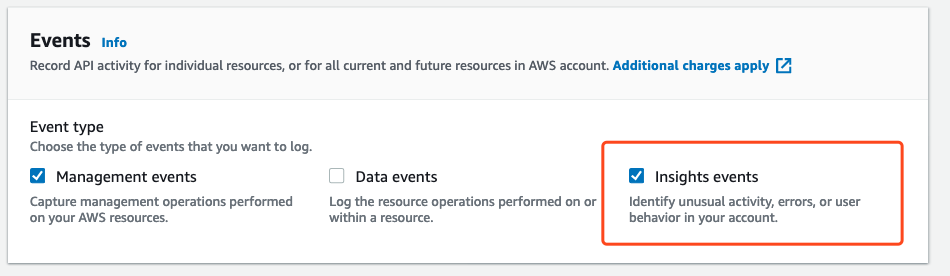 Events Info
Record API activity for individual resources, or for all current and future resources in AWS account. Additional charges apply
Event type
Choose the type of events that you want to log.
Management events
Capture management operations performed
on your AWS resources.
Data events
Log the resource operations performed on or
within a resource.
Insights events
Identify unusual activity, errors, or user
behavior in your account.